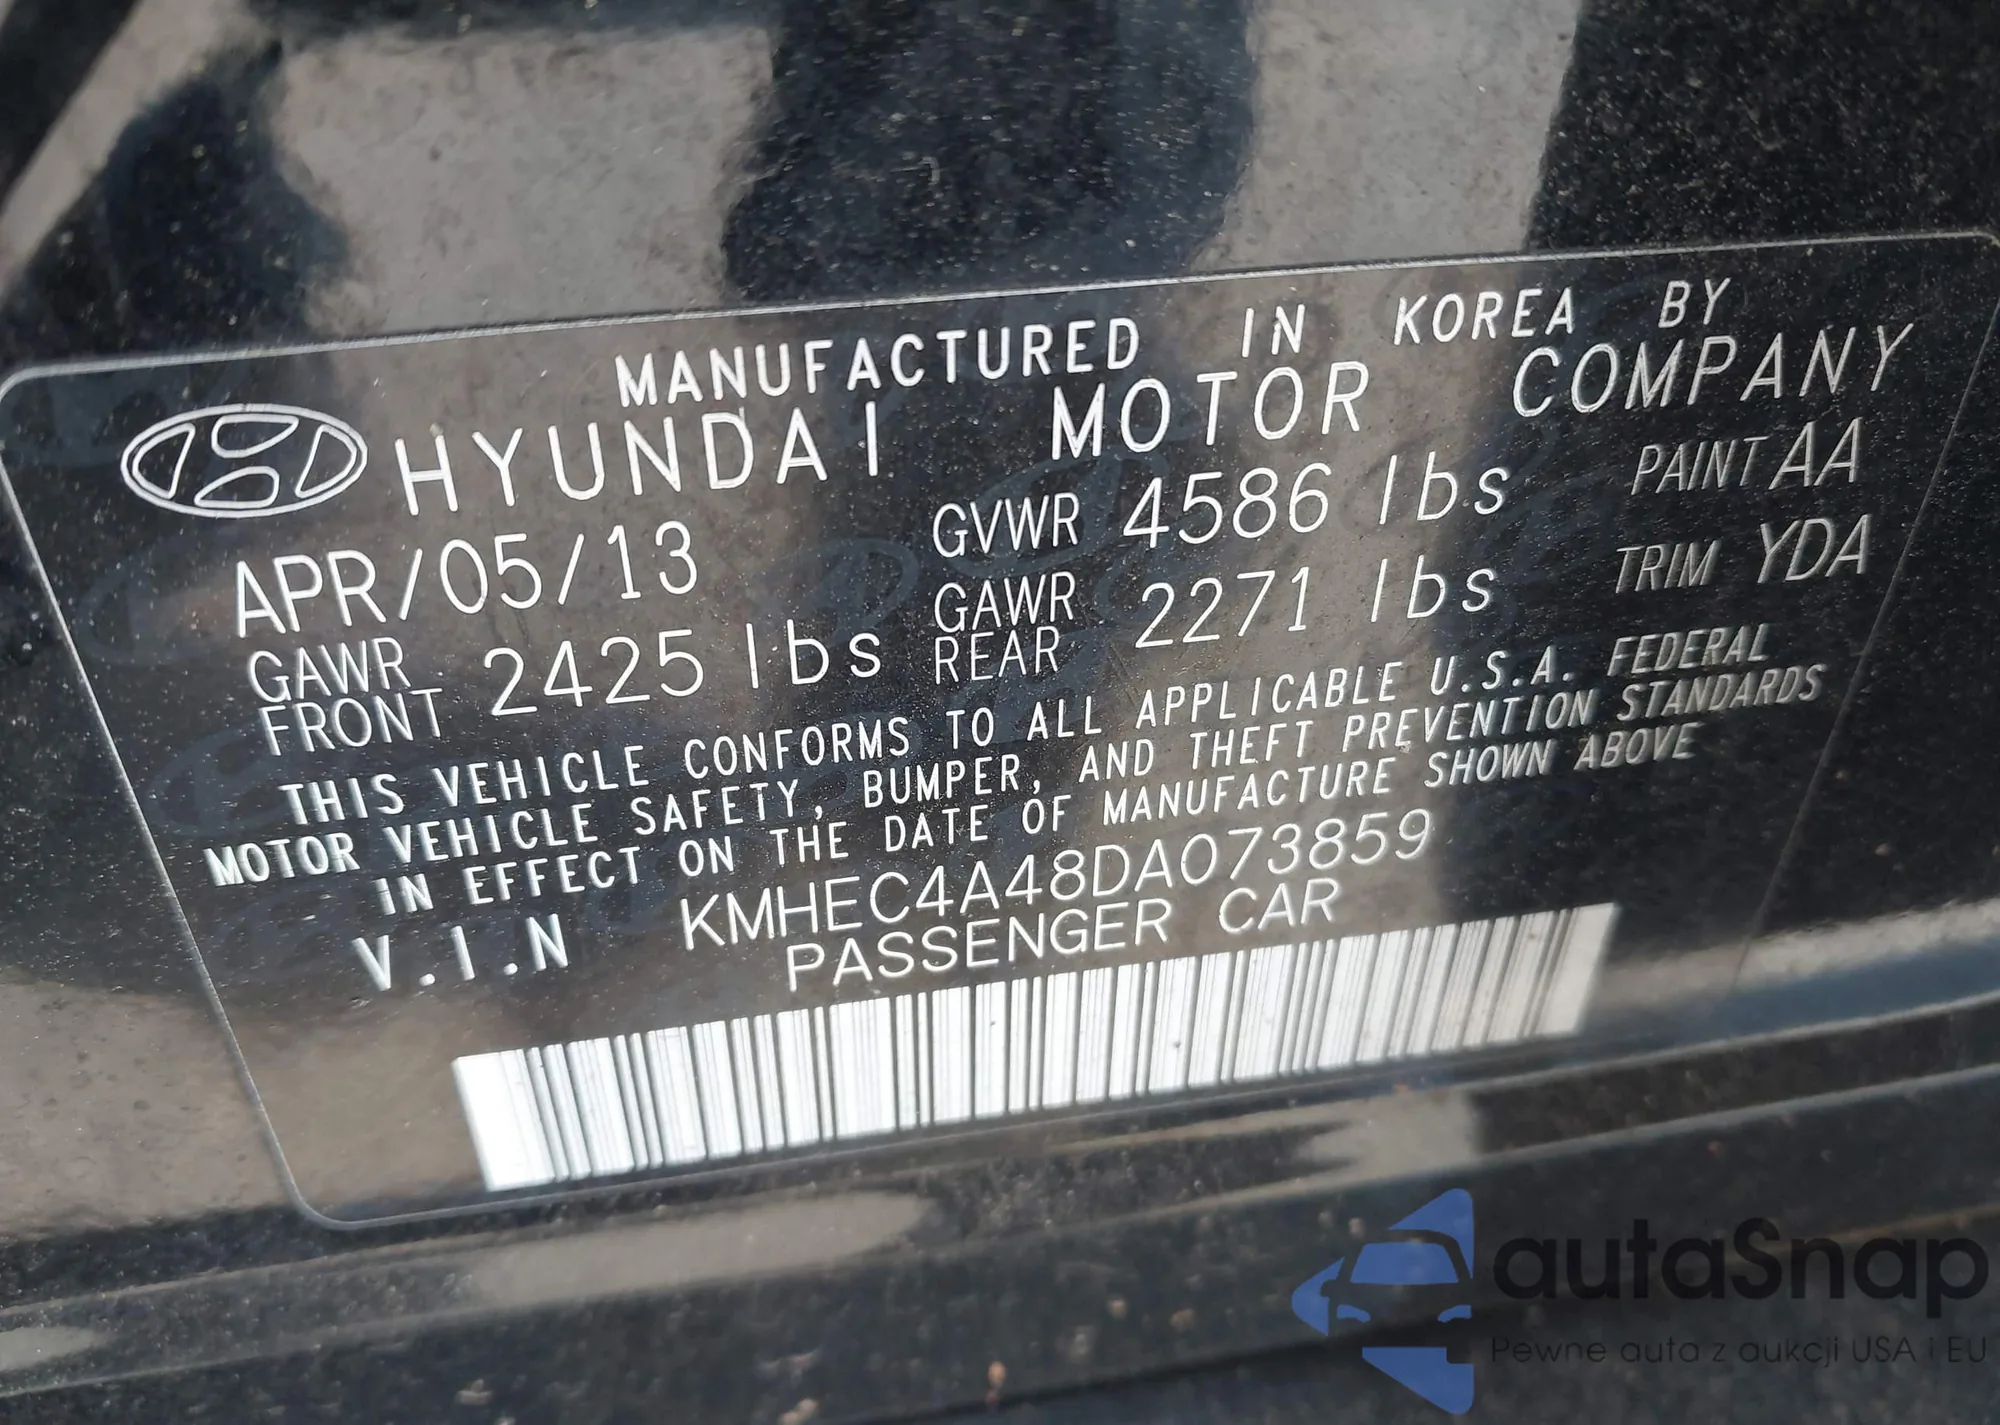 MANUFACTURED IN KOREA BY
HYUNDAI MOTOR COMPANY
APR/05/13 GVWR 4586 lbs PAINT AA
GAWR FRONT 2425 lbs GAWR REAR 2271 lbs TRIM YDA
THIS VEHICLE CONFORMS TO ALL APPLICABLE U.S.A. FEDERAL
MOTOR VEHICLE SAFETY, BUMPER, AND THEFT PREVENTION STANDARDS
IN EFFECT ON THE DATE OF MANUFACTURE SHOWN ABOVE
V.I.N KMHEC4A48DA073859
PASSENGER CAR
autaSnap
Pewne auta z aukcji USA i EU